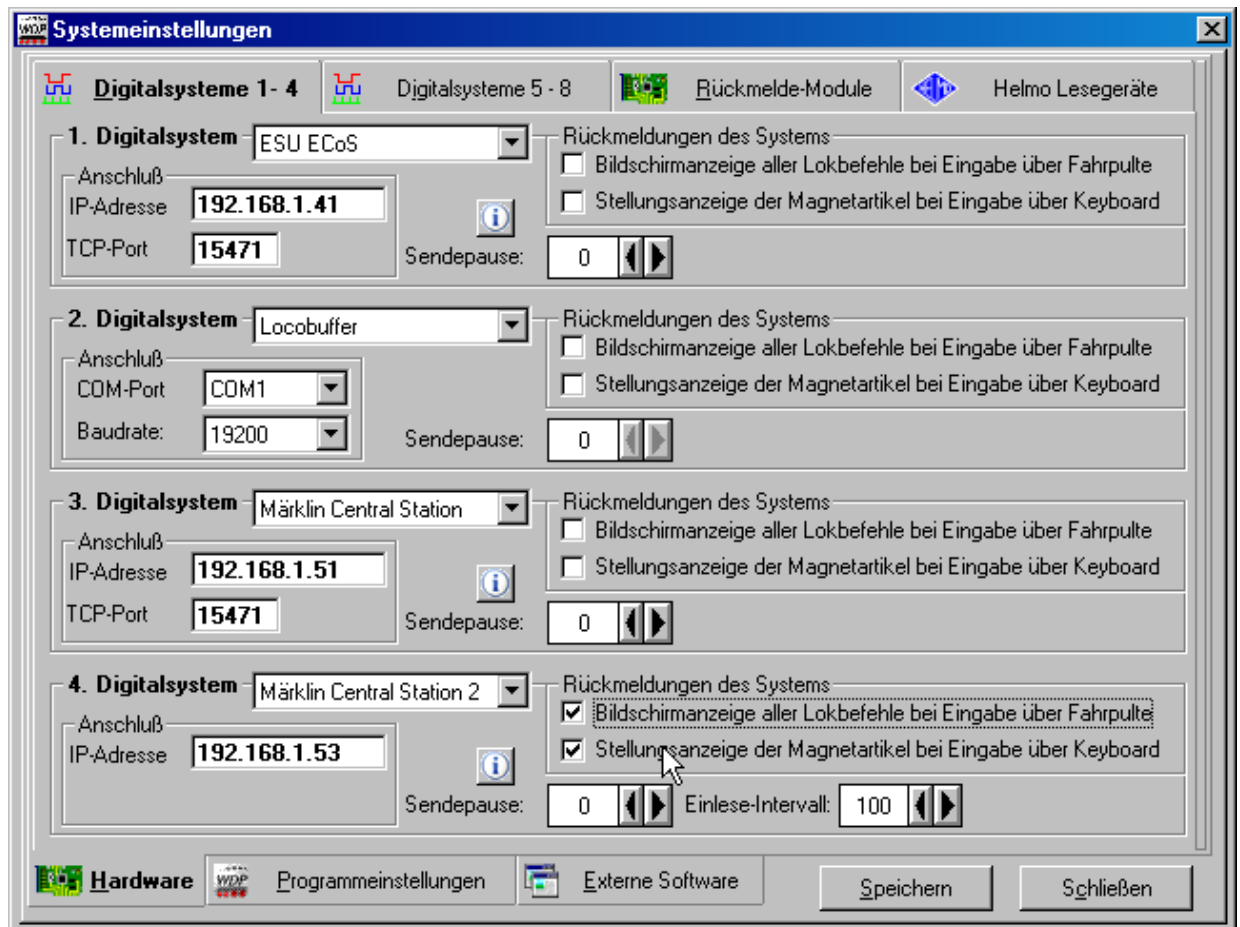 WDP Systemeinstellungen
Digitalsysteme 1- 4 Digitalsysteme 5 - 8 Rückmelde-Module Helmo Lesegeräte
1. Digitalsystem ESU ECoS
Anschluß
IP-Adresse 192.168.1.41
TCP-Port 15471
Sendepause: 0
Rückmeldungen des Systems
Bildschirmanzeige aller Lokbefehle bei Eingabe über Fahrpulte
Stellungsanzeige der Magnetartikel bei Eingabe über Keyboard
2. Digitalsystem Locobuffer
Anschluß
COM-Port COM1
Baudrate: 19200
Sendepause: 0
Rückmeldungen des Systems
Bildschirmanzeige aller Lokbefehle bei Eingabe über Fahrpulte
Stellungsanzeige der Magnetartikel bei Eingabe über Keyboard
3. Digitalsystem Märklin Central Station
Anschluß
IP-Adresse 192.168.1.51
TCP-Port 15471
Sendepause: 0
Rückmeldungen des Systems
Bildschirmanzeige aller Lokbefehle bei Eingabe über Fahrpulte
Stellungsanzeige der Magnetartikel bei Eingabe über Keyboard
4. Digitalsystem Märklin Central Station 2
Anschluß
IP-Adresse 192.168.1.53
Sendepause: 0
Rückmeldungen des Systems
Bildschirmanzeige aller Lokbefehle bei Eingabe über Fahrpulte
Stellungsanzeige der Magnetartikel bei Eingabe über Keyboard
Einlese-Intervall: 100
Hardware WDP Programmeinstellungen Externe Software Speichern Schließen